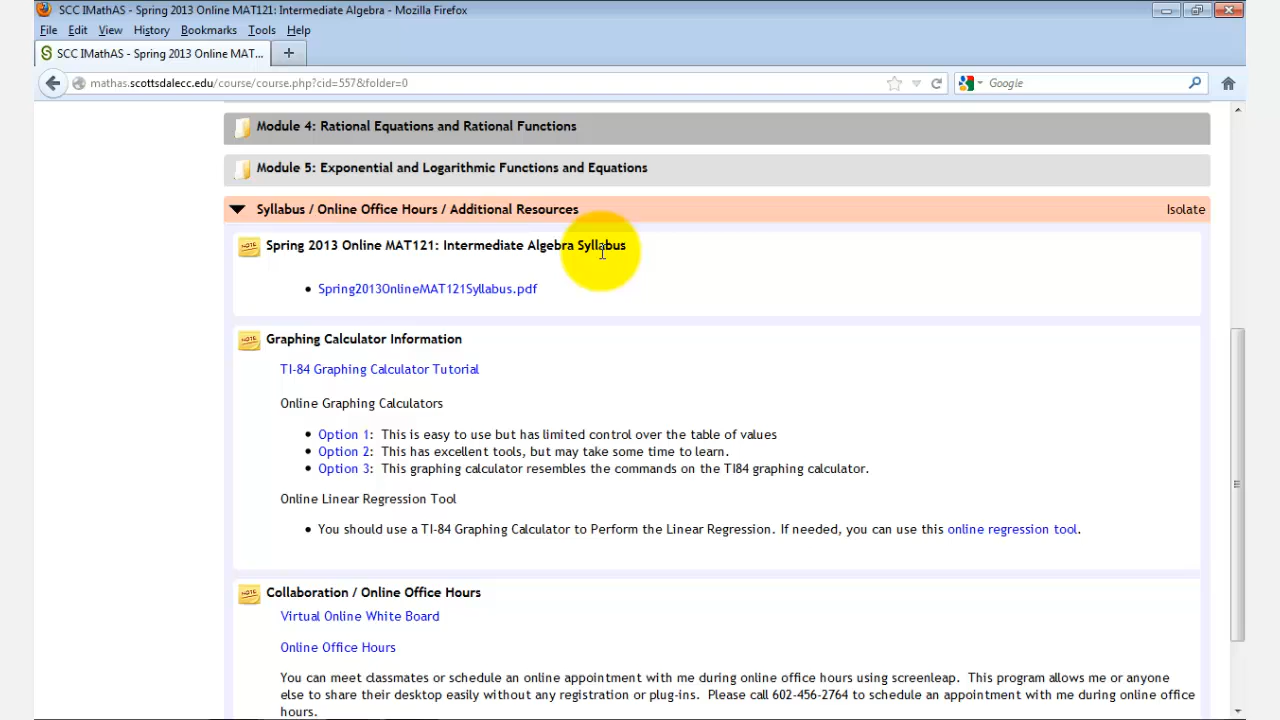 SCC IMathAS - Spring 2013 Online MAT121: Intermediate Algebra - Mozilla Firefox
File Edit View History Bookmarks Tools Help
SCC IMathAS - Spring 2013 Online MAT... +
mathas.scottsdalecc.edu/course/course.php?cid=557&folder=0 Google
Module 4: Rational Equations and Rational Functions
Module 5: Exponential and Logarithmic Functions and Equations
Syllabus / Online Office Hours / Additional Resources Isolate
NOTE Spring 2013 Online MAT121: Intermediate Algebra Syllabus
• Spring2013OnlineMAT121Syllabus.pdf
NOTE Graphing Calculator Information
TI-84 Graphing Calculator Tutorial
Online Graphing Calculators
• Option 1: This is easy to use but has limited control over the table of values
• Option 2: This has excellent tools, but may take some time to learn.
• Option 3: This graphing calculator resembles the commands on the TI84 graphing calculator.
Online Linear Regression Tool
• You should use a TI-84 Graphing Calculator to Perform the Linear Regression. If needed, you can use this online regression tool.
NOTE Collaboration / Online Office Hours
Virtual Online White Board
Online Office Hours
You can meet classmates or schedule an online appointment with me during online office hours using screenleap. This program allows me or anyone
else to share their desktop easily without any registration or plug-ins. Please call 602-456-2764 to schedule an appointment with me during online office
hours.